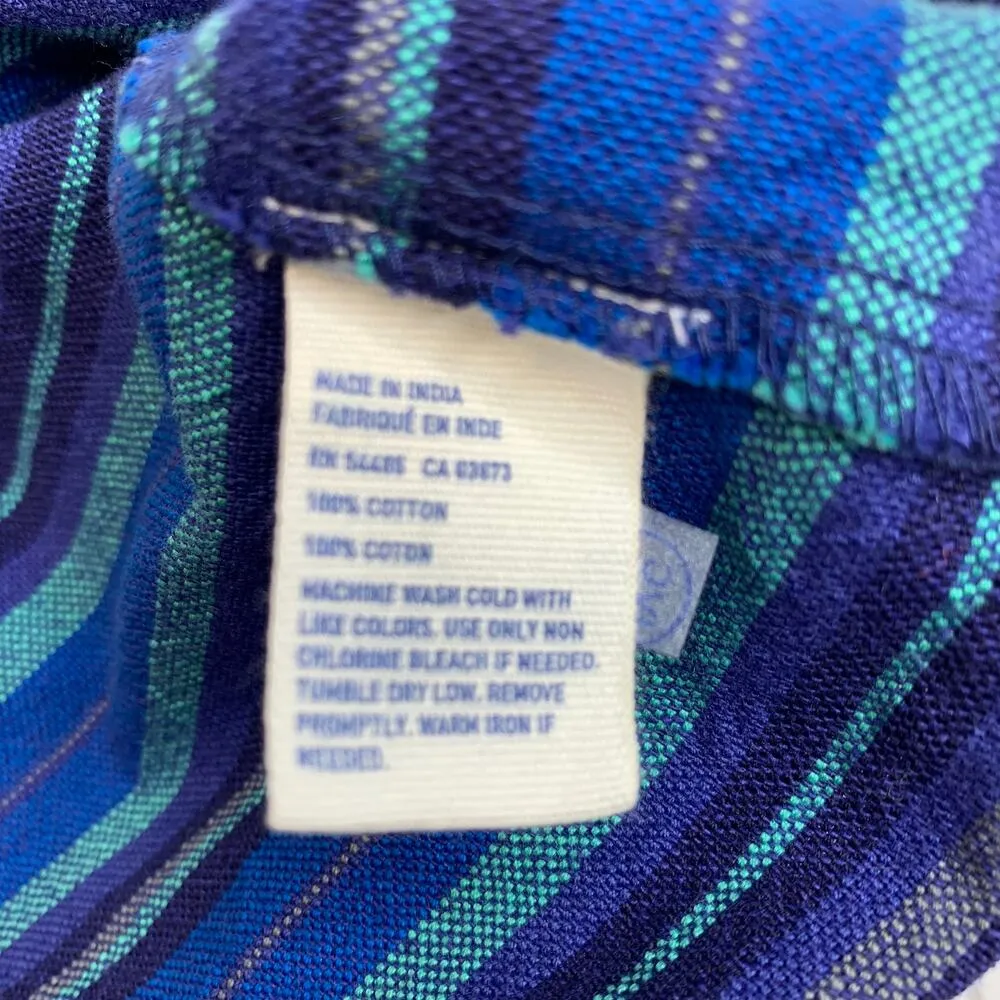 MADE IN INDIA
FABRIQUÉ EN INDE
RN 54485 CA 03673
100% COTTON
100% COTON
MACHINE WASH COLD WITH
LIKE COLORS. USE ONLY NON
CHLORINE BLEACH IF NEEDED.
TUMBLE DRY LOW. REMOVE
PROMPTLY. WARM IRON IF
NEEDED.